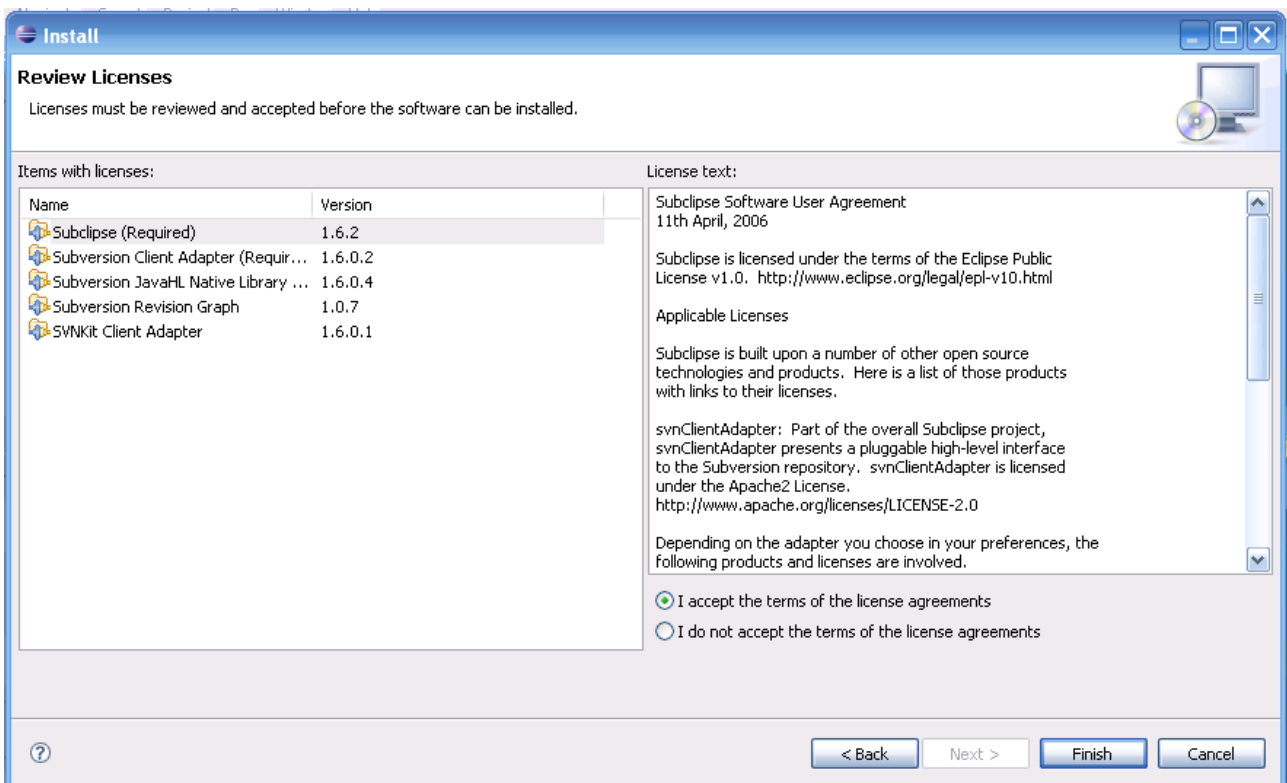 Install
Review Licenses
Licenses must be reviewed and accepted before the software can be installed.
Items with licenses:
Name Version
Subclipse (Required) 1.6.2
Subversion Client Adapter (Requir... 1.6.0.2
Subversion JavaHL Native Library ... 1.6.0.4
Subversion Revision Graph 1.0.7
SVNKit Client Adapter 1.6.0.1
License text:
Subclipse Software User Agreement
11th April, 2006
Subclipse is licensed under the terms of the Eclipse Public
License v1.0. http://www.eclipse.org/legal/epl-v10.html
Applicable Licenses
Subclipse is built upon a number of other open source
technologies and products. Here is a list of those products
with links to their licenses.
svnClientAdapter: Part of the overall Subclipse project,
svnClientAdapter presents a pluggable high-level interface
to the Subversion repository. svnClientAdapter is licensed
under the Apache2 License.
http://www.apache.org/licenses/LICENSE-2.0
Depending on the adapter you choose in your preferences, the
following products and licenses are involved.
I accept the terms of the license agreements
I do not accept the terms of the license agreements
?
< Back Next > Finish Cancel